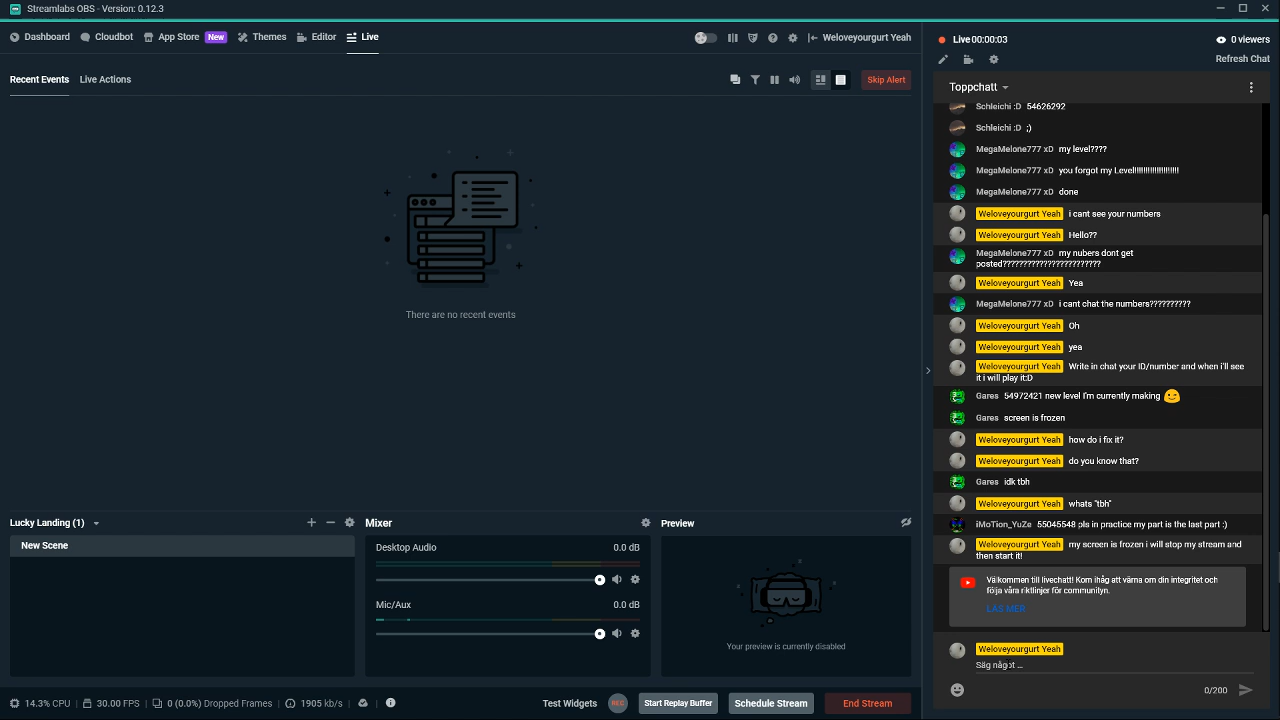 Streamlabs OBS - Version: 0.12.3
Dashboard Cloudbot App Store New Themes Editor Live Weloveyourgurt Yeah
Recent Events Live Actions Skip Alert
There are no recent events
Lucky Landing (1)
New Scene
Mixer
Desktop Audio 0.0 dB
Mic/Aux 0.0 dB
Preview
Your preview is currently disabled
14.3% CPU 30.00 FPS 0 (0.0%) Dropped Frames 1905 kb/s Test Widgets REC Start Replay Buffer Schedule Stream End Stream
Live 00:00:03 0 viewers
Refresh Chat
Toppchatt
Schleichi :D 54626292
Schleichi :D ;)
MegaMelone777 xD my level????
MegaMelone777 xD you forgot my Level!!!!!!!!!!!!!!!!!!!!!
MegaMelone777 xD done
Weloveyourgurt Yeah i cant see your numbers
Weloveyourgurt Yeah Hello??
MegaMelone777 xD my nubers dont get
posted???????????????????????
Weloveyourgurt Yeah Yea
MegaMelone777 xD i cant chat the numbers??????????
Weloveyourgurt Yeah Oh
Weloveyourgurt Yeah yea
Weloveyourgurt Yeah Write in chat your ID/number and when i'll see
it i will play it:D
Gares 54972421 new level I'm currently making
Gares screen is frozen
Weloveyourgurt Yeah how do i fix it?
Weloveyourgurt Yeah do you know that?
Gares idk tbh
Weloveyourgurt Yeah whats "tbh"
iMoTion_YuZe 55045548 pls in practice my part is the last part :)
Weloveyourgurt Yeah my screen is frozen i will stop my stream and
then start it!
Välkommen till livechatt! Kom ihåg att värna om din integritet och
följa våra riktlinjer för communityn.
LÄS MER
Weloveyourgurt Yeah
Säg något ...
0/200